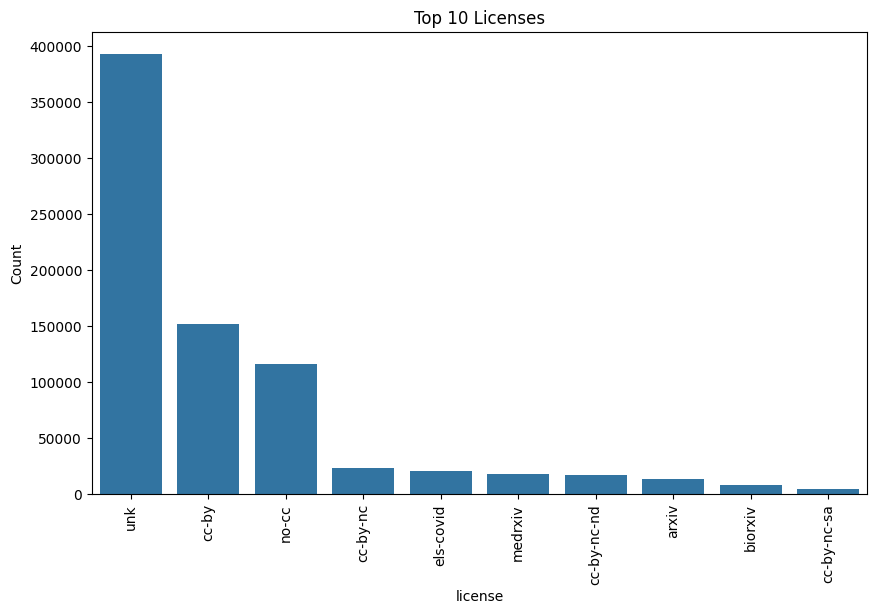 Top 10 Licenses
400000
350000
300000
250000
200000
150000
100000
50000
0
Count
unk
cc-by
no-cc
cc-by-nc
els-covid
medrxiv
cc-by-nc-nd
arxiv
biorxiv
cc-by-nc-sa
license